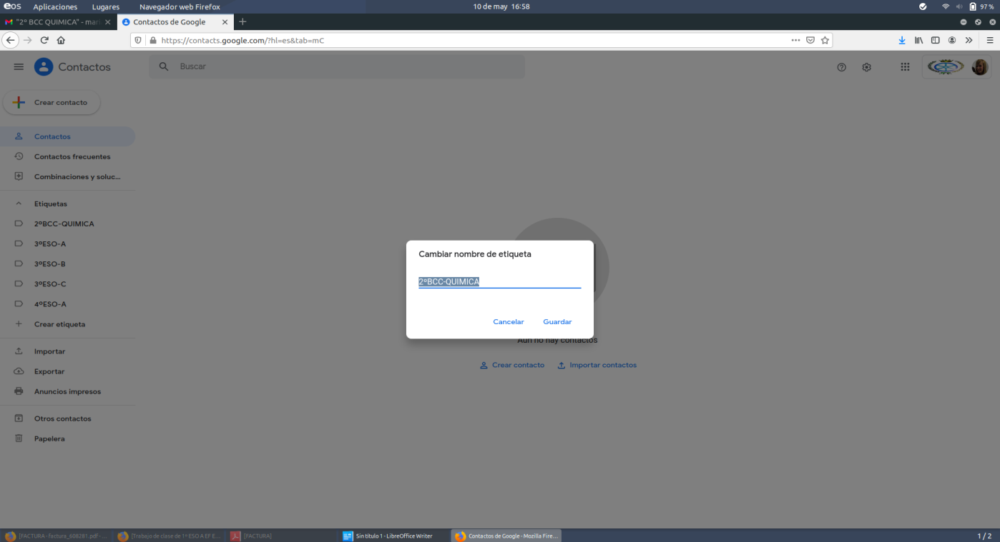 eos Aplicaciones Lugares Navegador web Firefox 10 de may 16:58 97 %
"2º BCC QUIMICA" - mar Contactos de Google
https://contacts.google.com/?hl=es&tab=mC
Contactos Buscar
Crear contacto
Contactos
Contactos frecuentes
Combinaciones y soluc...
Etiquetas
2ºBCC-QUIMICA
3ºESO-A
3ºESO-B
3ºESO-C
4ºESO-A
Crear etiqueta
Importar
Exportar
Anuncios impresos
Otros contactos
Papelera
Cambiar nombre de etiqueta
2ºBCC-QUIMICA
Cancelar Guardar
Aún no hay contactos
Crear contacto Importar contactos
[FACTURA - factura_608281.pdf - ... [Trabajo de clase de 1º ESO A EF E... [FACTURA] Sin título 1 - LibreOffice Writer Contactos de Google - Mozilla Fire... 1 / 2